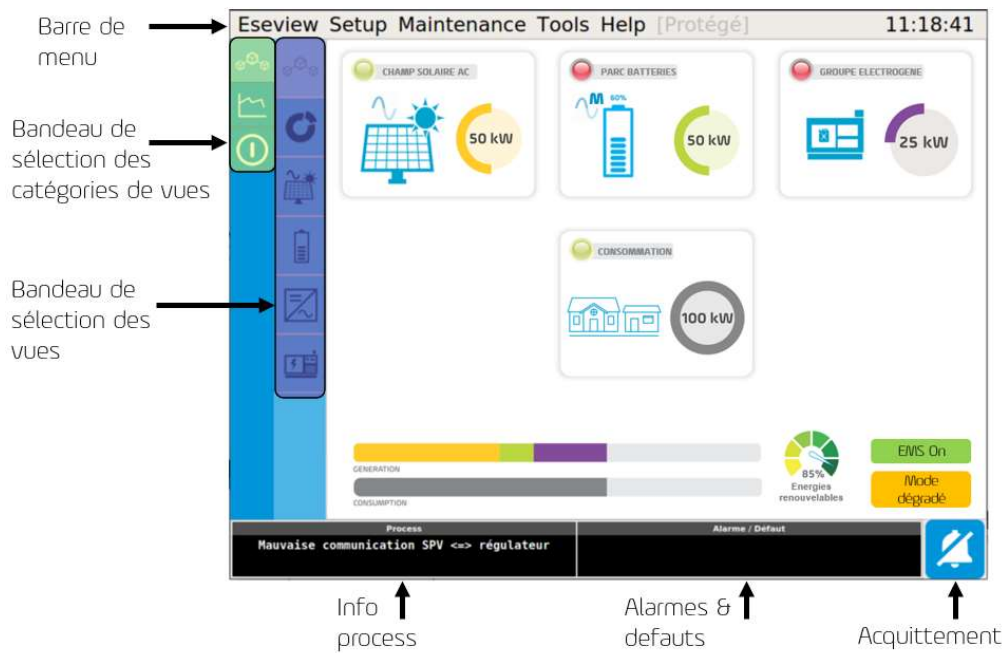 Barre de
menu
Eseview Setup Maintenance Tools Help [Protégé] 11:18:41
CHAMP SOLAIRE AC
50 kW
PARC BATTERIES
M 60%
50 kW
GROUPE ELECTROGENE
25 kW
Bandeau de
sélection des
catégories de vues
CONSOMMATION
100 kW
Bandeau de
sélection des
vues
GENERATION
CONSUMPTION
85%
Energies
renouvelables
EMS On
Mode
dégradé
Process
Mauvaise communication SPV <=> régulateur
Alarme / Défaut
Info
process
Alarmes &
defauts
Acquittement